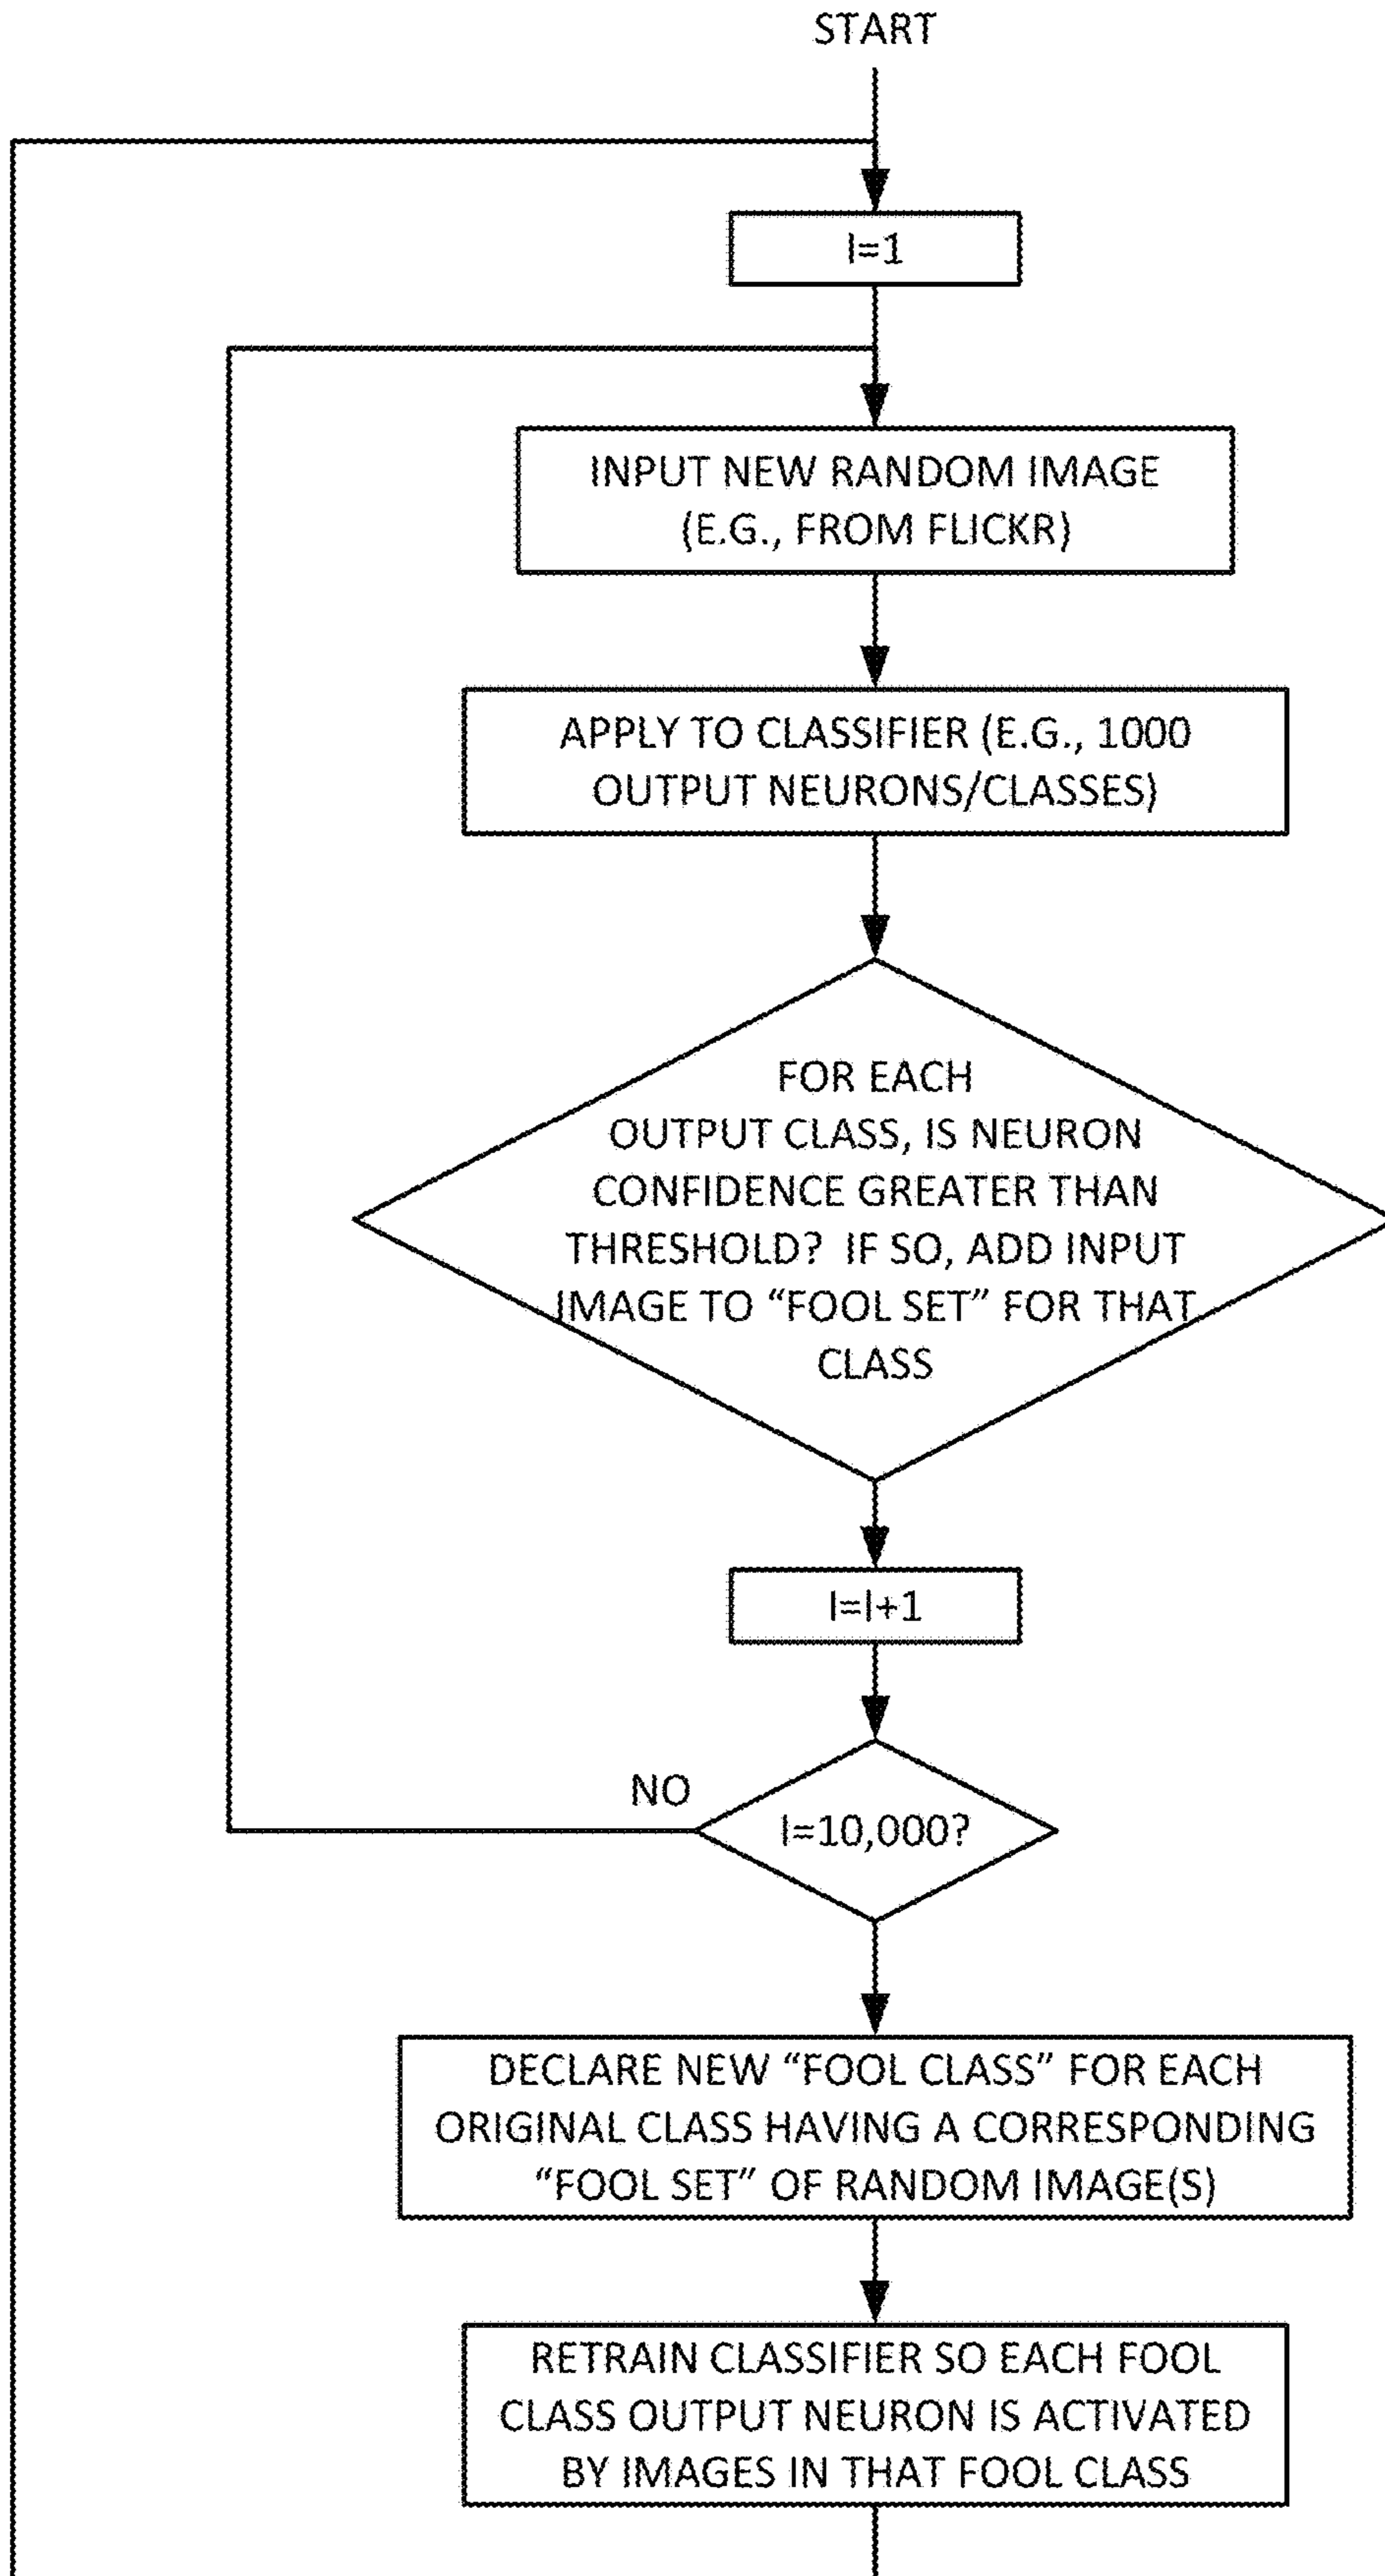 START
I=1
INPUT NEW RANDOM IMAGE
(E.G., FROM FLICKR)
APPLY TO CLASSIFIER (E.G., 1000
OUTPUT NEURONS/CLASSES)
FOR EACH
OUTPUT CLASS, IS NEURON
CONFIDENCE GREATER THAN
THRESHOLD?  IF SO, ADD INPUT
IMAGE TO “FOOL SET” FOR THAT
CLASS
I=I+1
NO
I=10,000?
DECLARE NEW “FOOL CLASS” FOR EACH
ORIGINAL CLASS HAVING A CORRESPONDING
“FOOL SET” OF RANDOM IMAGE(S)
RETRAIN CLASSIFIER SO EACH FOOL
CLASS OUTPUT NEURON IS ACTIVATED
BY IMAGES IN THAT FOOL CLASS